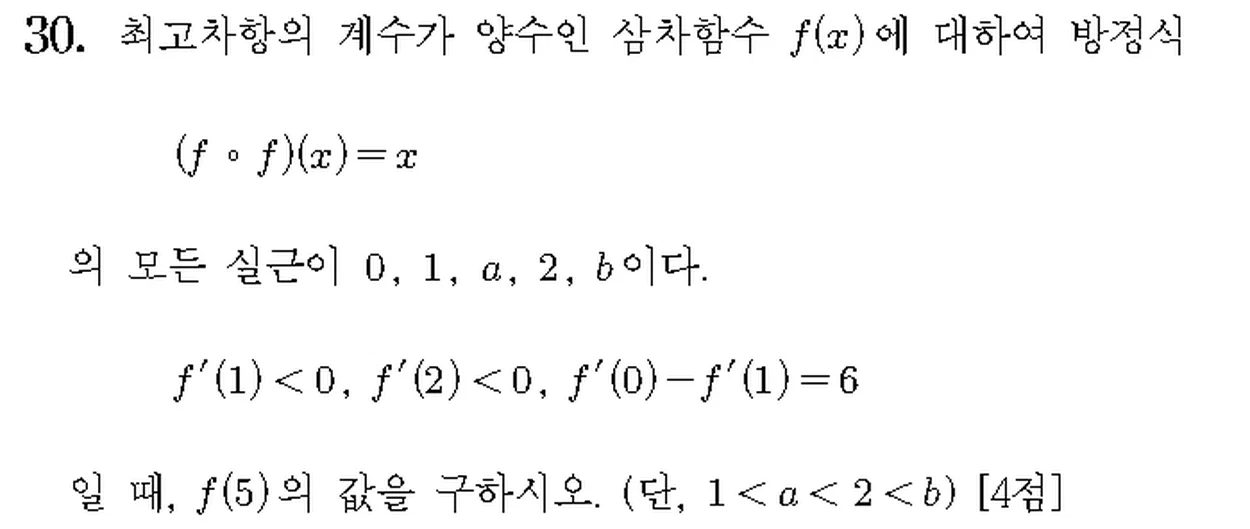 30. 최고차항의 계수가 양수인 삼차함수 f(x)에 대하여 방정식
(f∘f)(x)=x
의 모든 실근이 0, 1, a, 2, b이다.
f′(1)<0, f′(2)<0, f′(0)-f′(1)=6
일 때, f(5)의 값을 구하시오. (단, 1<a<2<b) [4점]